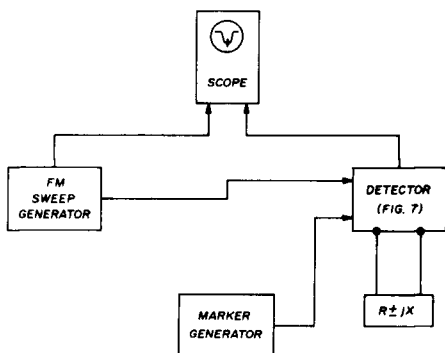 SCOPE
FM
SWEEP
GENERATOR
DETECTOR
(FIG. 7)
R ± jX
MARKER
GENERATOR